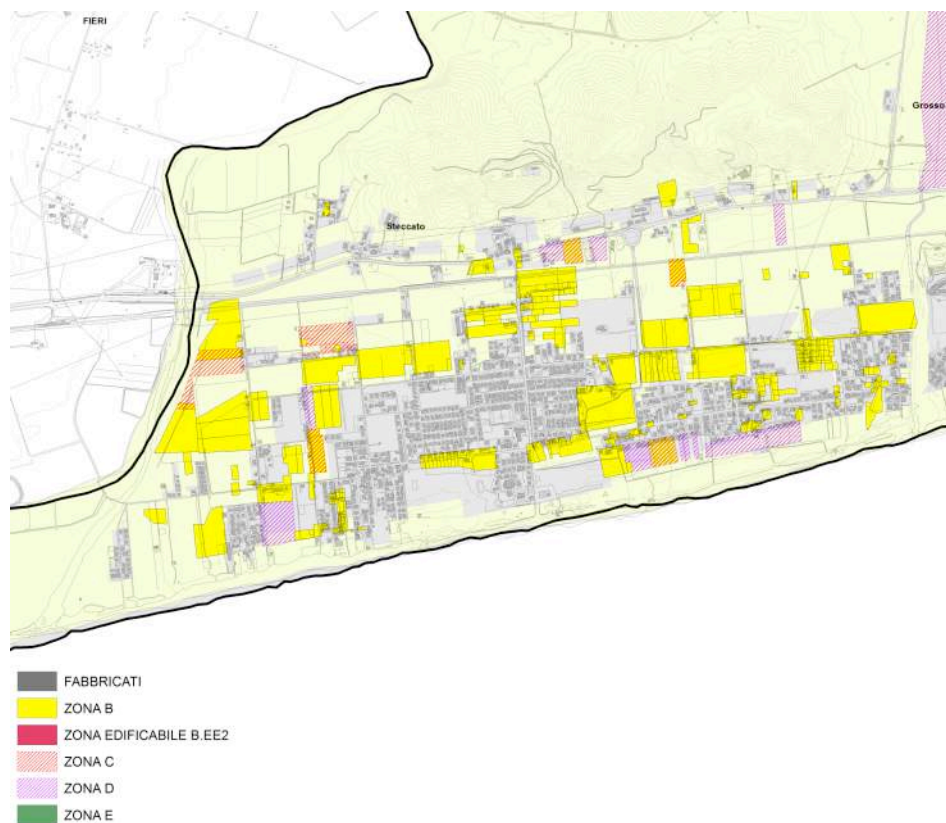 FIERI
Grosso
Steccato
FABBRICATI
ZONA B
ZONA EDIFICABILE B.EE2
ZONA C
ZONA D
ZONA E